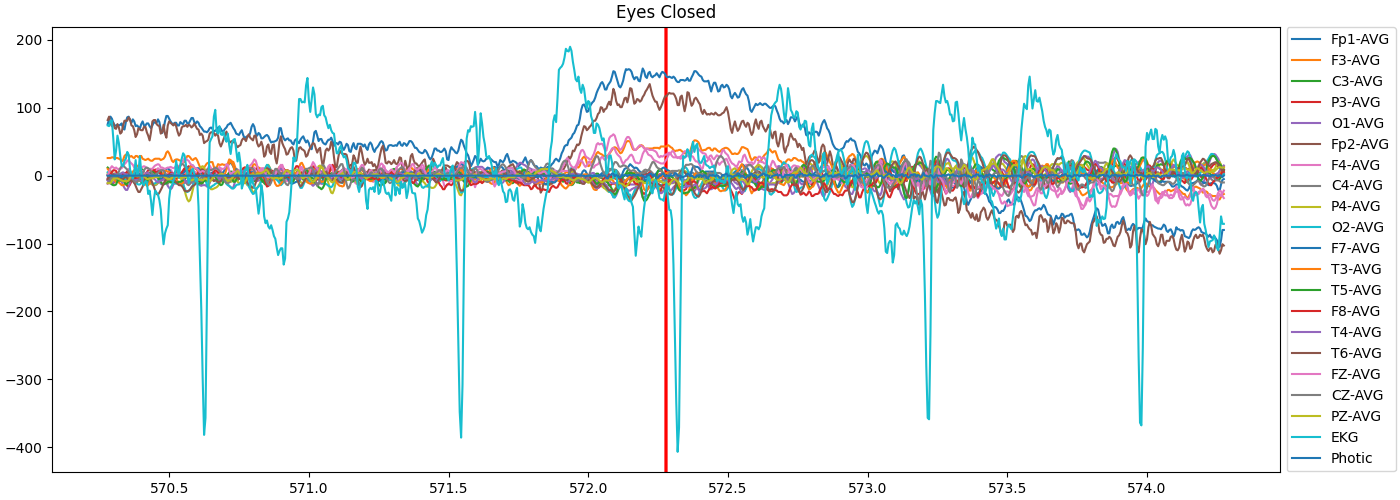 Eyes Closed
200
100
0
−100
−200
−300
−400
570.5 571.0 571.5 572.0 572.5 573.0 573.5 574.0
Fp1-AVG
F3-AVG
C3-AVG
P3-AVG
O1-AVG
Fp2-AVG
F4-AVG
C4-AVG
P4-AVG
O2-AVG
F7-AVG
T3-AVG
T5-AVG
F8-AVG
T4-AVG
T6-AVG
FZ-AVG
CZ-AVG
PZ-AVG
EKG
Photic